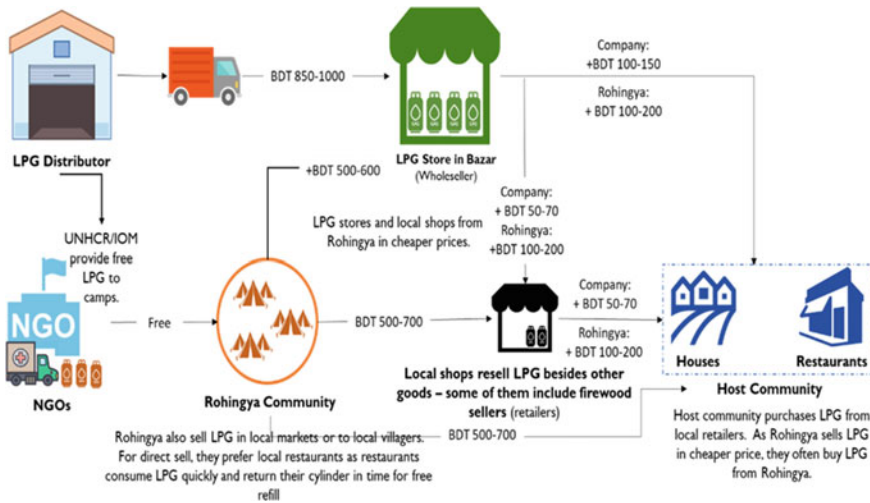 Company:
+BDT 100-150
BDT 850-1000
Rohingya:
+ BDT 100-200
LPG Distributor
LPG Store in Bazar
(Wholeseller)
+BDT 500-600
Company:
+ BDT 50-70
Rohingya:
+BDT 100-200
LPG stores and local shops from
Rohingya in cheaper prices.
UNHCR/IOM
provide free
LPG to
camps.
NGO
NGOs
Free
Rohingya Community
BDT 500-700
Company:
+ BDT 50-70
Rohingya:
+ BDT 100-200
Local shops resell LPG besides other
goods – some of them include firewood
sellers (retailers)
Houses
Restaurants
Host Community
BDT 500-700
Rohingya also sell LPG in local markets or to local villagers.
For direct sell, they prefer local restaurants as restaurants
consume LPG quickly and return their cylinder in time for free
refill
Host community purchases LPG from
local retailers. As Rohingya sells LPG
in cheaper price, they often buy LPG
from Rohingya.